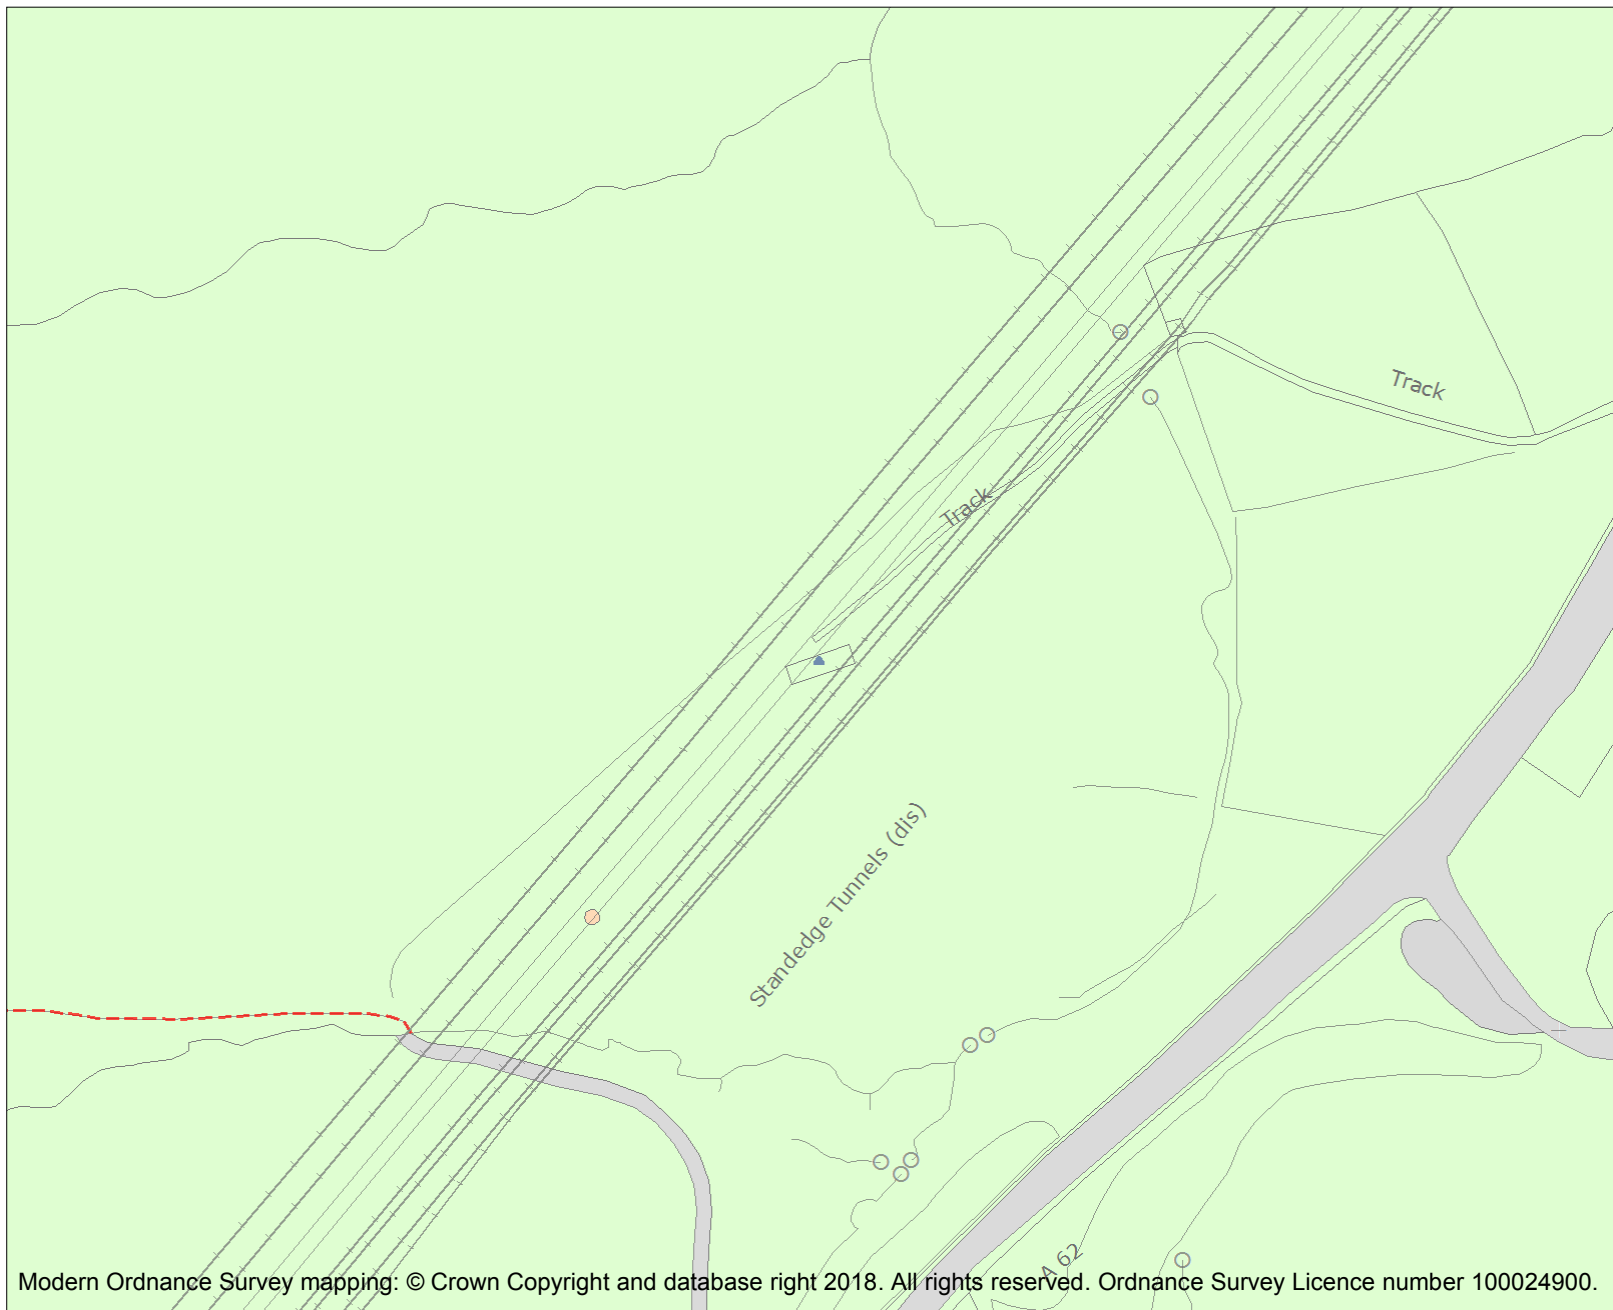 Track
Track
Standedge Tunnels (dis)
A 62
Modern Ordnance Survey mapping: © Crown Copyright and database right 2018. All rights reserved. Ordnance Survey Licence number 100024900.